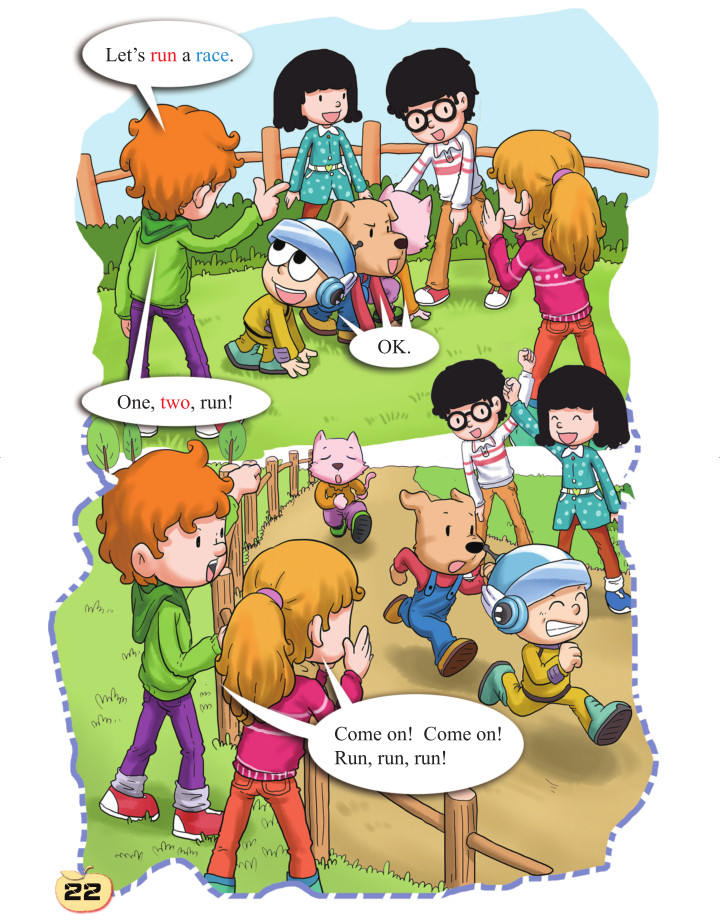 Let's run a race.
OK.
One, two, run!
Come on! Come on!
Run, run, run!
22